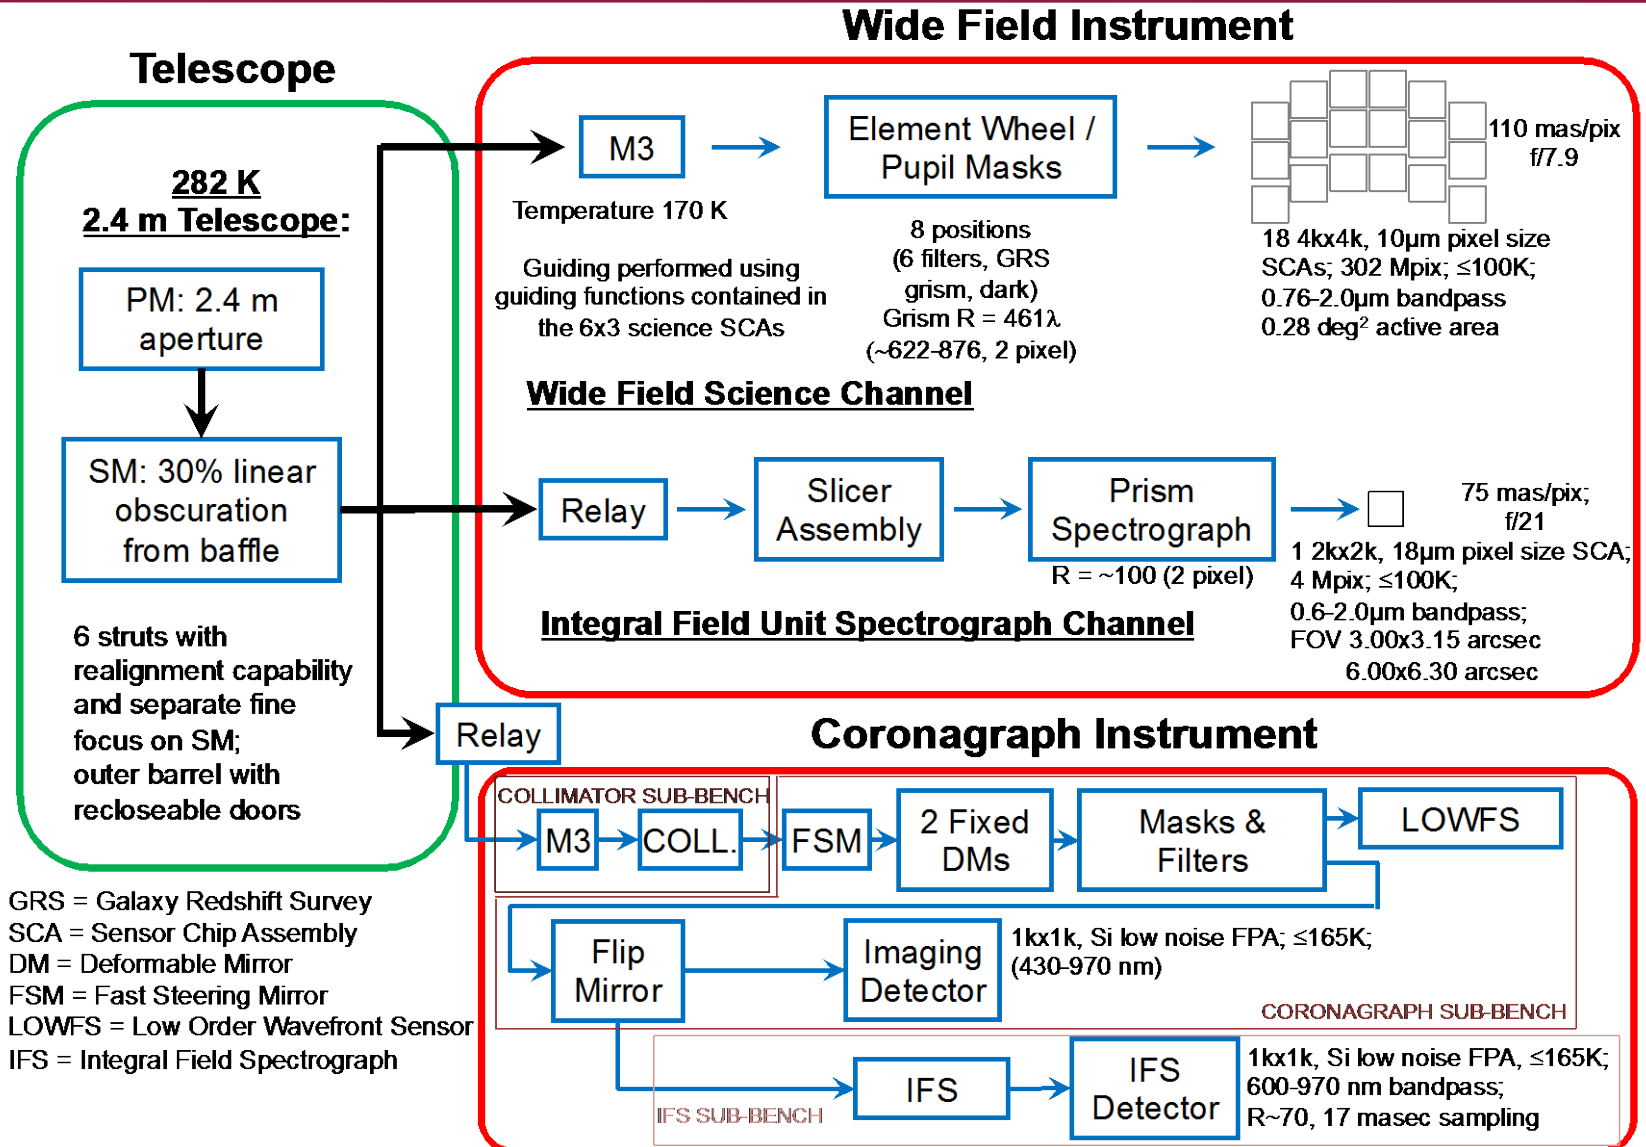 Wide Field Instrument
Telescope
282 K
2.4 m Telescope:
PM: 2.4 m
aperture
SM: 30% linear
obscuration
from baffle
6 struts with
realignment capability
and separate fine
focus on SM;
outer barrel with
recloseable doors
M3
Temperature 170 K
Guiding performed using
guiding functions contained in
the 6x3 science SCAs
Element Wheel /
Pupil Masks
8 positions
(6 filters, GRS
grism, dark)
Grism R = 461λ
(~622-876, 2 pixel)
110 mas/pix
f/7.9
18 4kx4k, 10μm pixel size
SCAs; 302 Mpix; ≤100K;
0.76-2.0μm bandpass
0.28 deg² active area
Wide Field Science Channel
Relay
Slicer
Assembly
Prism
Spectrograph
R = ~100 (2 pixel)
75 mas/pix;
f/21
1 2kx2k, 18μm pixel size SCA;
4 Mpix; ≤100K;
0.6-2.0μm bandpass;
FOV 3.00x3.15 arcsec
6.00x6.30 arcsec
Integral Field Unit Spectrograph Channel
Relay
Coronagraph Instrument
COLLIMATOR SUB-BENCH
M3
COLL.
FSM
2 Fixed
DMs
Masks &
Filters
LOWFS
Flip
Mirror
Imaging
Detector
1kx1k, Si low noise FPA; ≤165K;
(430-970 nm)
CORONAGRAPH SUB-BENCH
IFS
IFS
Detector
1kx1k, Si low noise FPA, ≤165K;
600-970 nm bandpass;
R~70, 17 masec sampling
IFS SUB-BENCH
GRS = Galaxy Redshift Survey
SCA = Sensor Chip Assembly
DM = Deformable Mirror
FSM = Fast Steering Mirror
LOWFS = Low Order Wavefront Sensor
IFS = Integral Field Spectrograph